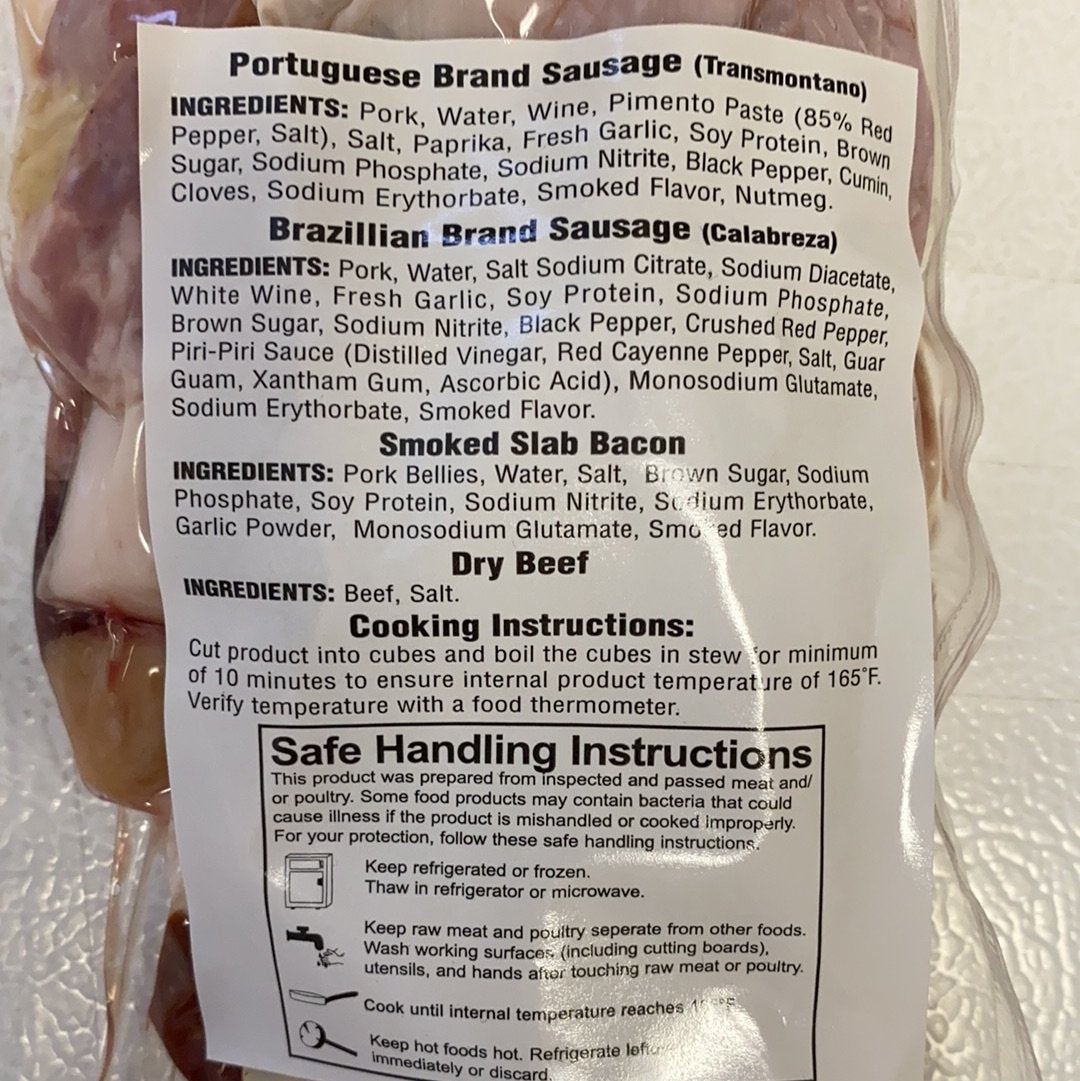 Portuguese Brand Sausage (Transmontano)
INGREDIENTS: Pork, Water, Wine, Pimento Paste (85% Red
Pepper, Salt), Salt, Paprika, Fresh Garlic, Soy Protein, Brown
Sugar, Sodium Phosphate, Sodium Nitrite, Black Pepper, Cumin,
Cloves, Sodium Erythorbate, Smoked Flavor, Nutmeg.
Brazillian Brand Sausage (Calabreza)
INGREDIENTS: Pork, Water, Salt Sodium Citrate, Sodium Diacetate,
White Wine, Fresh Garlic, Soy Protein, Sodium Phosphate,
Brown Sugar, Sodium Nitrite, Black Pepper, Crushed Red Pepper,
Piri-Piri Sauce (Distilled Vinegar, Red Cayenne Pepper, Salt, Guar
Guam, Xantham Gum, Ascorbic Acid), Monosodium Glutamate,
Sodium Erythorbate, Smoked Flavor.
Smoked Slab Bacon
INGREDIENTS: Pork Bellies, Water, Salt, Brown Sugar, Sodium
Phosphate, Soy Protein, Sodium Nitrite, Sodium Erythorbate,
Garlic Powder, Monosodium Glutamate, Smoked Flavor.
Dry Beef
INGREDIENTS: Beef, Salt.
Cooking Instructions:
Cut product into cubes and boil the cubes in stew for minimum
of 10 minutes to ensure internal product temperature of 165°F.
Verify temperature with a food thermometer.
Safe Handling Instructions
This product was prepared from inspected and passed meat and/
or poultry. Some food products may contain bacteria that could
cause illness if the product is mishandled or cooked improperly.
For your protection, follow these safe handling instructions.
Keep refrigerated or frozen.
Thaw in refrigerator or microwave.
Keep raw meat and poultry seperate from other foods.
Wash working surfaces (including cutting boards),
utensils, and hands after touching raw meat or poultry.
Cook until internal temperature reaches
Keep hot foods hot. Refrigerate
immediately or discard.